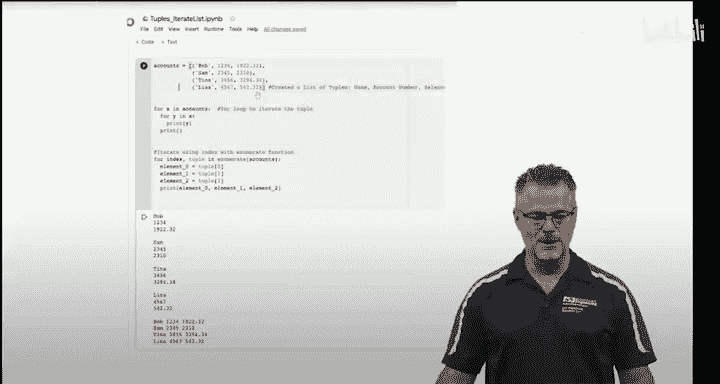 Tuples_IterateList.ipynb
File Edit View Insert Runtime Tools Help All changes saved
+ Code + Text
accounts = [('Bob', 1234, 1922.32),
('Sam', 2345, 2310),
('Tina', 3456, 3294.34),
('Lisa', 4567, 542.32)] #Created a List of Tuples: Name, Account Number, Balance
for x in accounts: #for loop to iterate the tuple
for y in x:
print(y)
print()
#Iterate using index with enumerate function
for index, tuple in enumerate(accounts):
element_0 = tuple[0]
element_1 = tuple[1]
element_2 = tuple[2]
print(element_0, element_1, element_2)
Bob
1234
1922.32
Sam
2345
2310
Tina
3456
3294.34
Lisa
4567
542.32
Bob 1234 1922.32
Sam 2345 2310
Tina 3456 3294.34
Lisa 4567 542.32